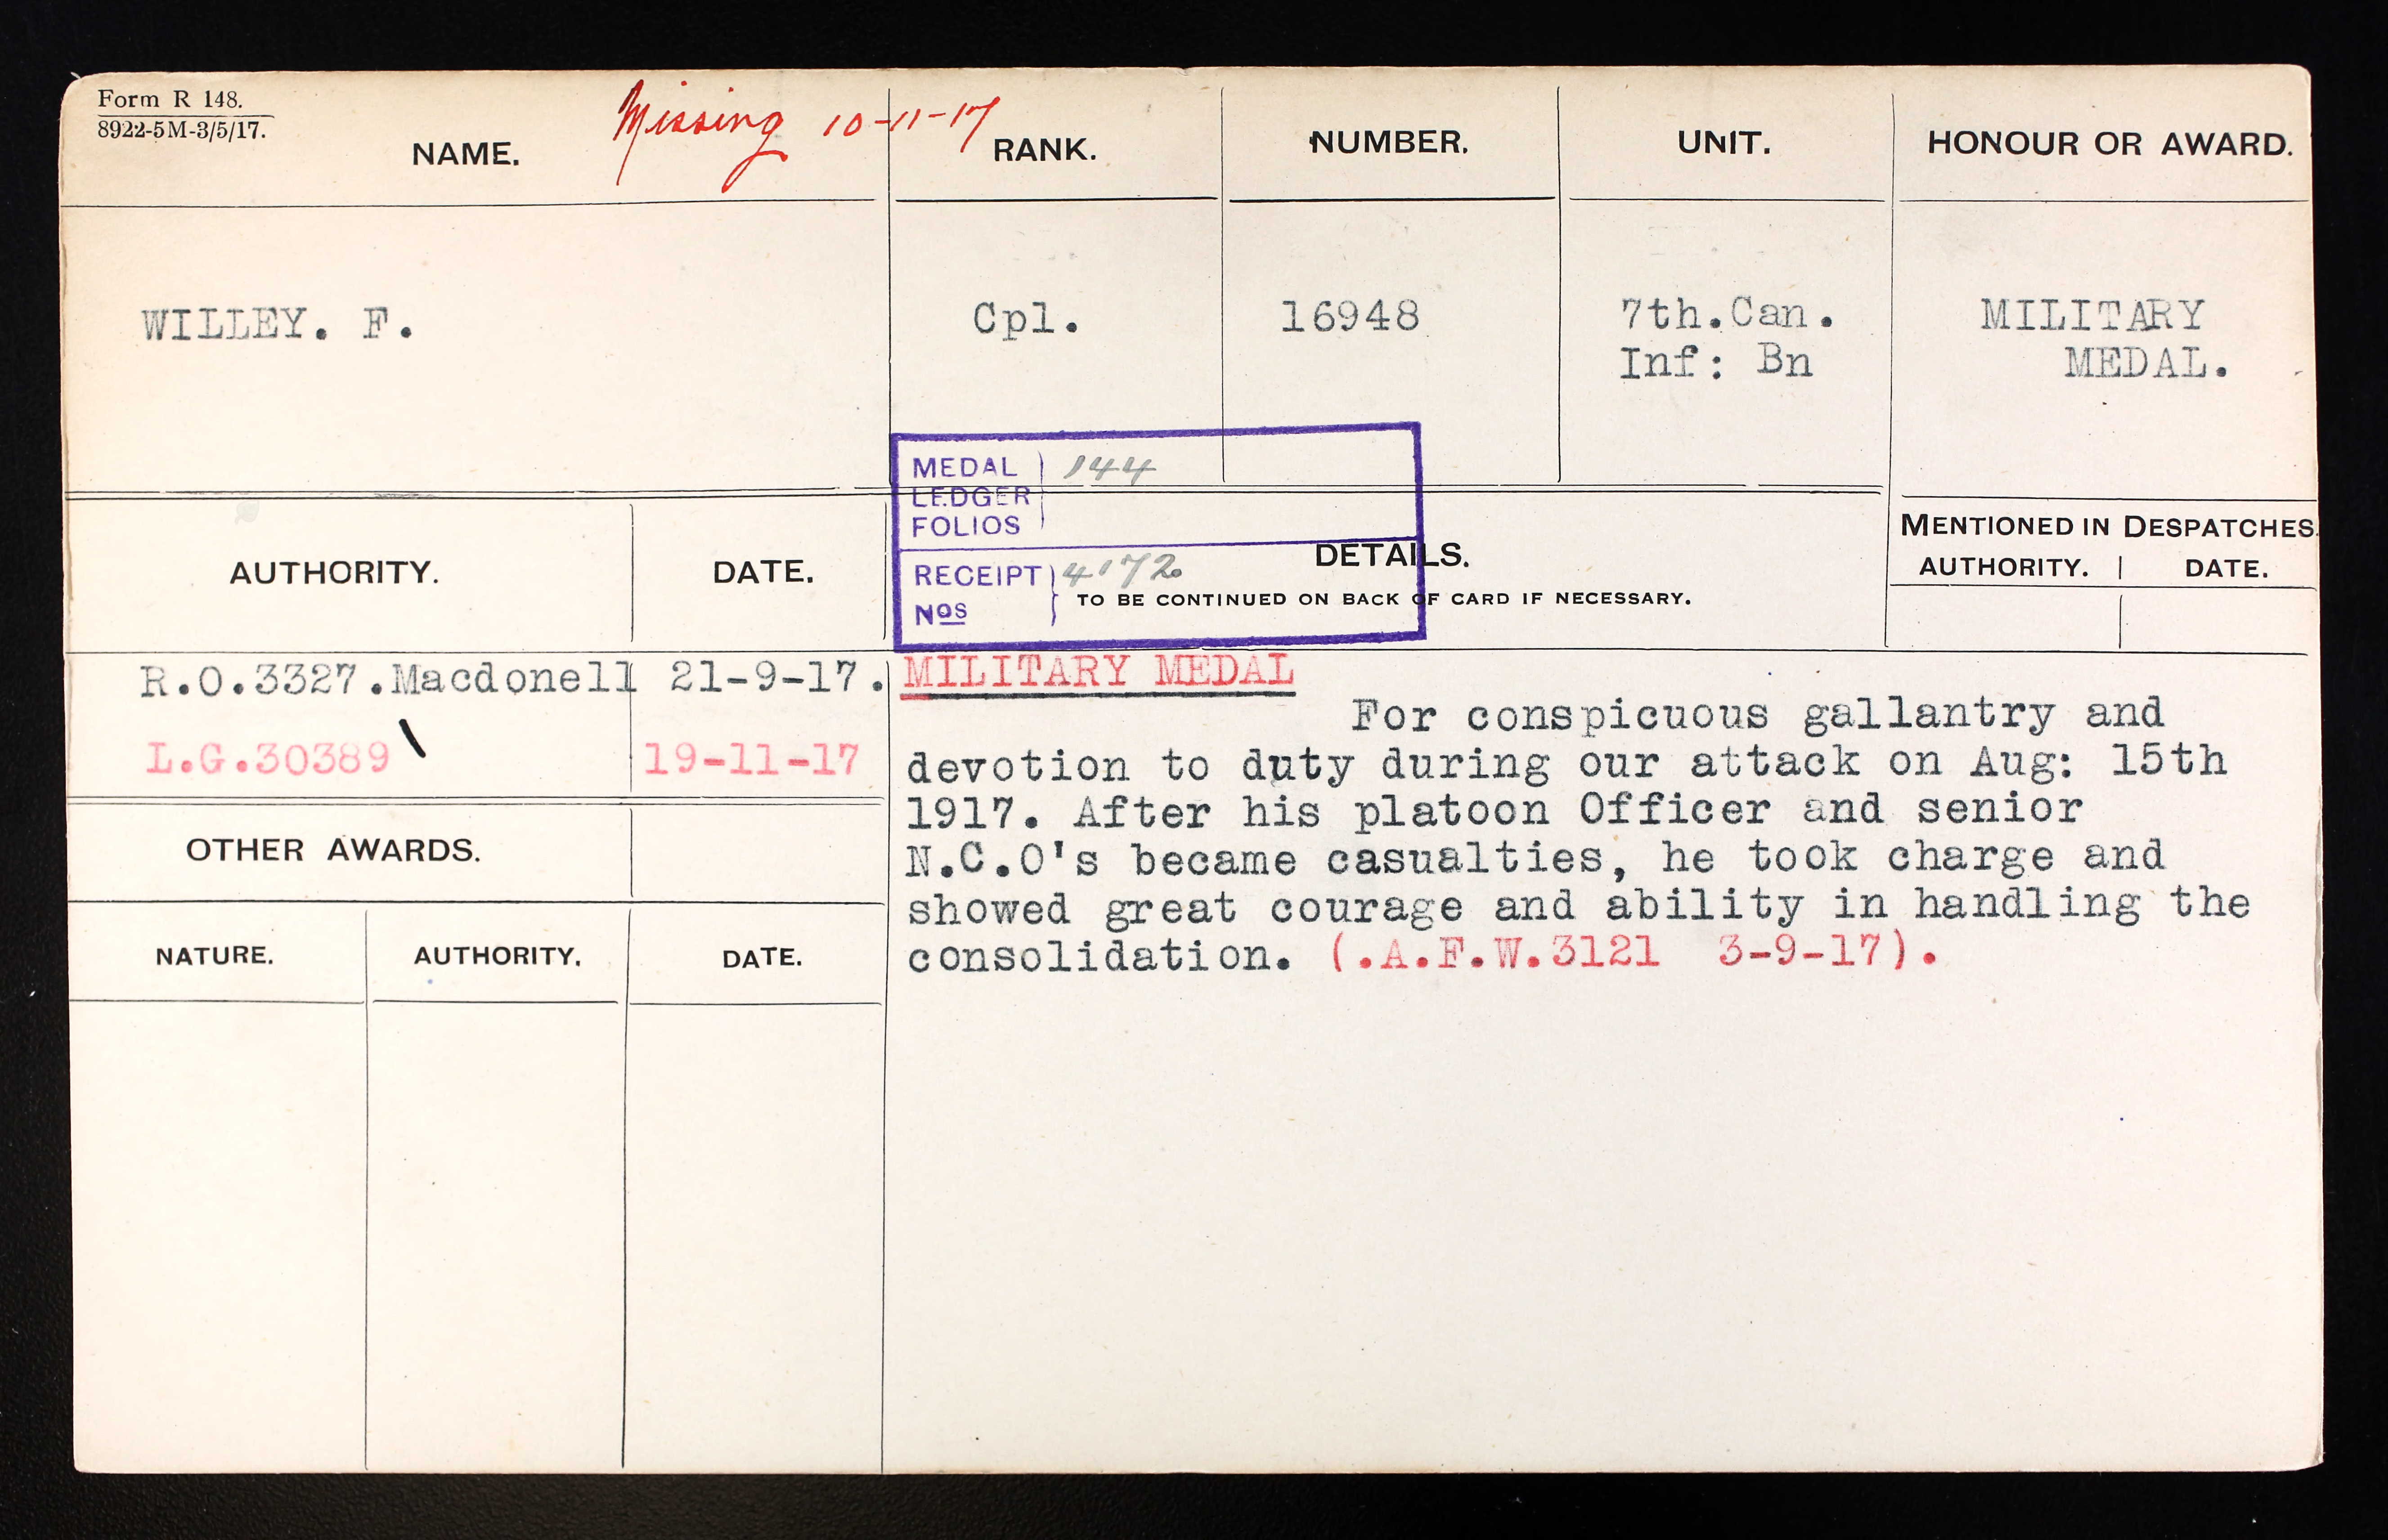 Form R 148.
8922-5M-3/5/17.
Missing 10-11-17
NAME.
RANK.
NUMBER.
UNIT.
HONOUR OR AWARD.
WILLEY. F.
Cpl.
16948
7th.Can.
Inf: Bn
MILITARY
MEDAL.
MEDAL
LEDGER
FOLIOS
144
RECEIPT
Nos
4172
AUTHORITY.
DATE.
DETAILS.
TO BE CONTINUED ON BACK OF CARD IF NECESSARY.
MENTIONED IN DESPATCHES.
AUTHORITY.
DATE.
R.O.3327.Macdonell
21-9-17.
L.G.30389
19-11-17
MILITARY MEDAL
For conspicuous gallantry and
devotion to duty during our attack on Aug: 15th
1917. After his platoon Officer and senior
N.C.O's became casualties, he took charge and
showed great courage and ability in handling the
consolidation. (.A.F.W.3121 3-9-17).
OTHER AWARDS.
NATURE.
AUTHORITY.
DATE.